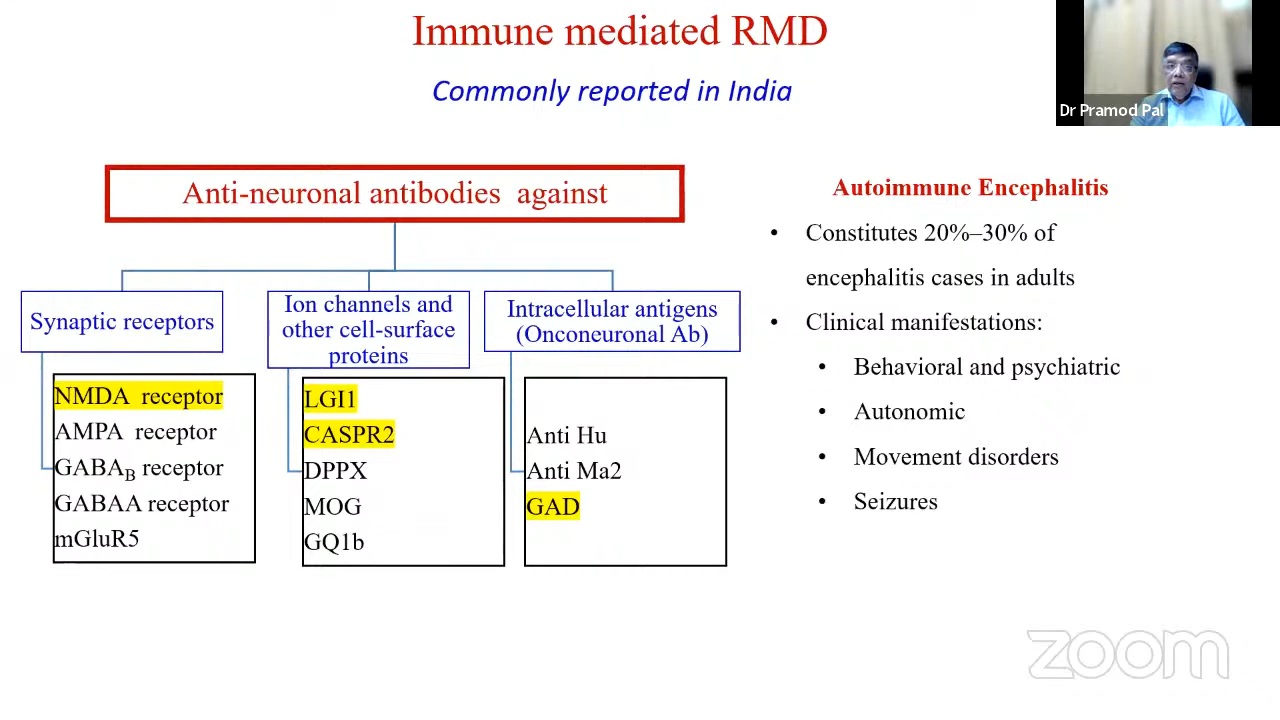 Immune mediated RMD
Commonly reported in India
Dr Pramod Pal
Anti-neuronal antibodies against
Synaptic receptors
NMDA receptor
AMPA receptor
GABAB receptor
GABAA receptor
mGluR5
Ion channels and
other cell-surface
proteins
LGI1
CASPR2
DPPX
MOG
GQ1b
Intracellular antigens
(Onconeuronal Ab)
Anti Hu
Anti Ma2
GAD
Autoimmune Encephalitis
• Constitutes 20%–30% of
encephalitis cases in adults
• Clinical manifestations:
• Behavioral and psychiatric
• Autonomic
• Movement disorders
• Seizures
zoom